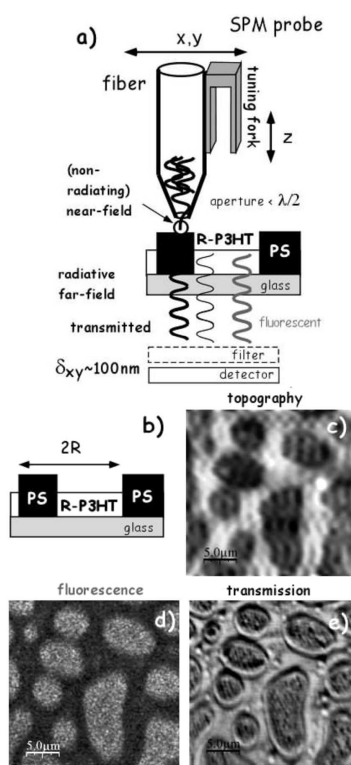 SPM probe
a)
x,y
fiber
tuning fork
z
(non-
radiating)
near-field
aperture < λ/2
R-P3HT
PS
radiative
far-field
glass
transmitted
fluorescent
filter
δxy~100nm
detector
topography
b)
c)
2R
PS
R-P3HT
PS
glass
5.0µm
fluorescence
transmission
d)
e)
5.0µm
5.0µm